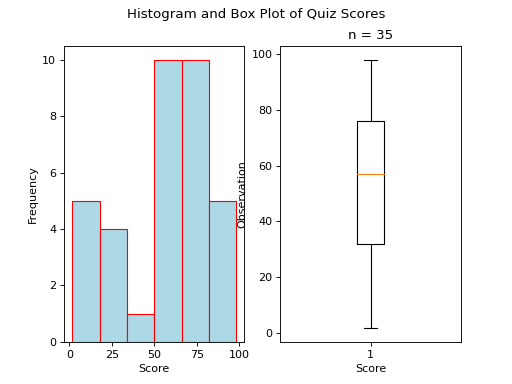 Histogram and Box Plot of Quiz Scores
n = 35
10
8
6
4
2
0
Frequency
0 25 50 75 100
Score
100
80
60
40
20
0
Observation
1
Score